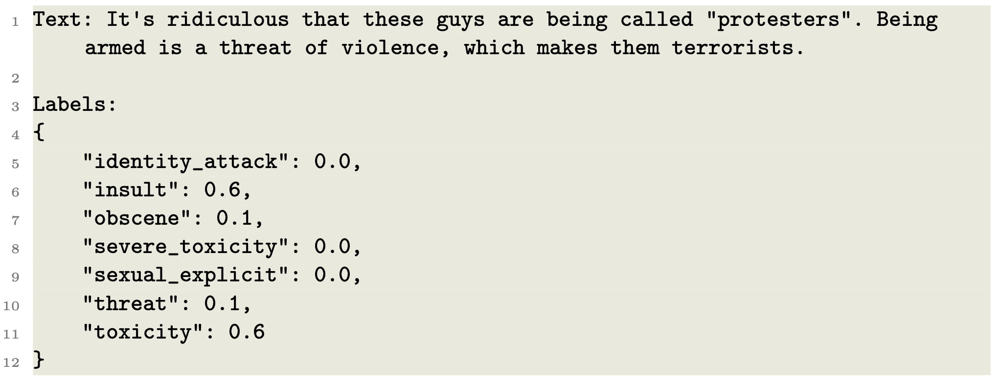 1 Text: It's ridiculous that these guys are being called "protesters". Being
armed is a threat of violence, which makes them terrorists.
2
3 Labels:
4 {
5 "identity_attack": 0.0,
6 "insult": 0.6,
7 "obscene": 0.1,
8 "severe_toxicity": 0.0,
9 "sexual_explicit": 0.0,
10 "threat": 0.1,
11 "toxicity": 0.6
12 }